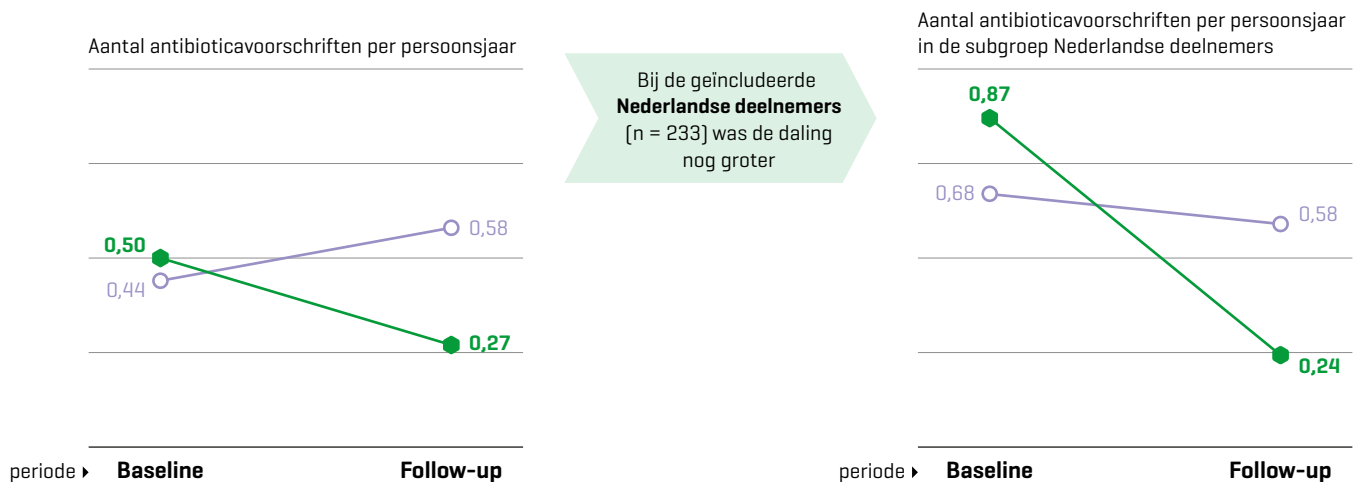 Aantal antibioticavoorschriften per persoonsjaar
0,50
0,44
0,58
0,27
periode
Baseline
Follow-up
Bij de geïncludeerde
Nederlandse deelnemers
(n = 233) was de daling
nog groter
Aantal antibioticavoorschriften per persoonsjaar
in de subgroep Nederlandse deelnemers
0,87
0,68
0,58
0,24
periode
Baseline
Follow-up